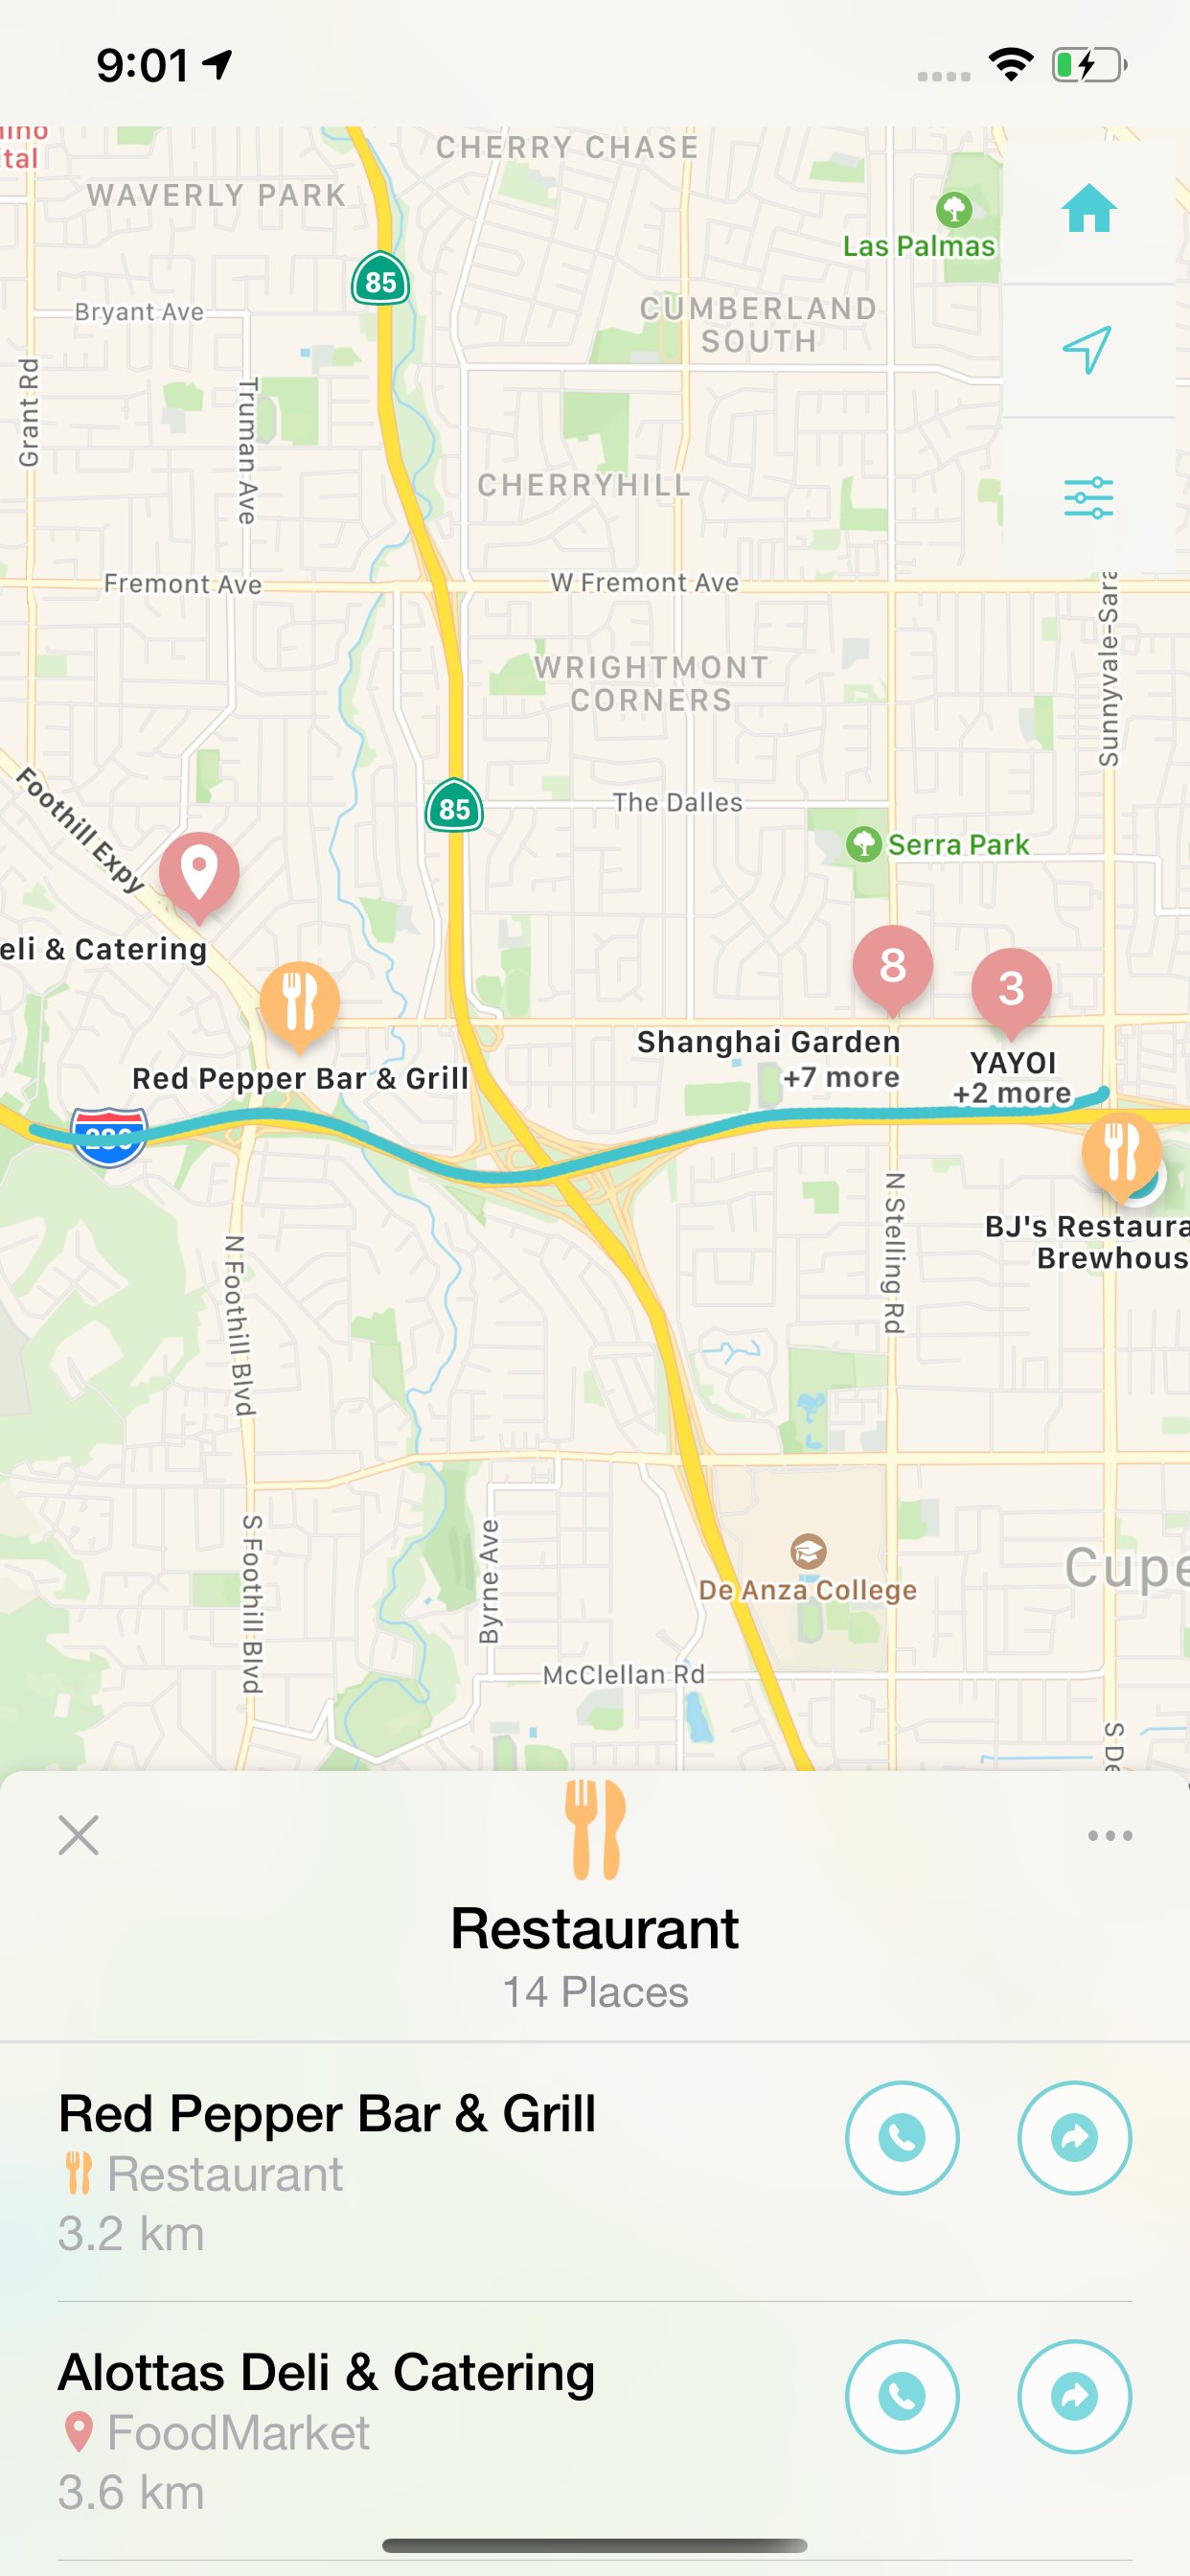 9:01
CHERRY CHASE
ital
WAVERLY PARK
Las Palmas
85
Bryant Ave
CUMBERLAND
SOUTH
Grant Rd
Truman Ave
CHERRYHILL
Fremont Ave
W Fremont Ave
WRIGHTMONT
CORNERS
Sunnyvale-Sara
Foothill Expy
85
The Dalles
Serra Park
eli & Catering
8
3
Shanghai Garden
+7 more
YAYOI
+2 more
Red Pepper Bar & Grill
280
N Stelling Rd
BJ's Restaura
Brewhous
N Foothill Blvd
S Foothill Blvd
Byrne Ave
De Anza College
Cupe
McClellan Rd
S De
Restaurant
14 Places
Red Pepper Bar & Grill
Restaurant
3.2 km
Alottas Deli & Catering
FoodMarket
3.6 km